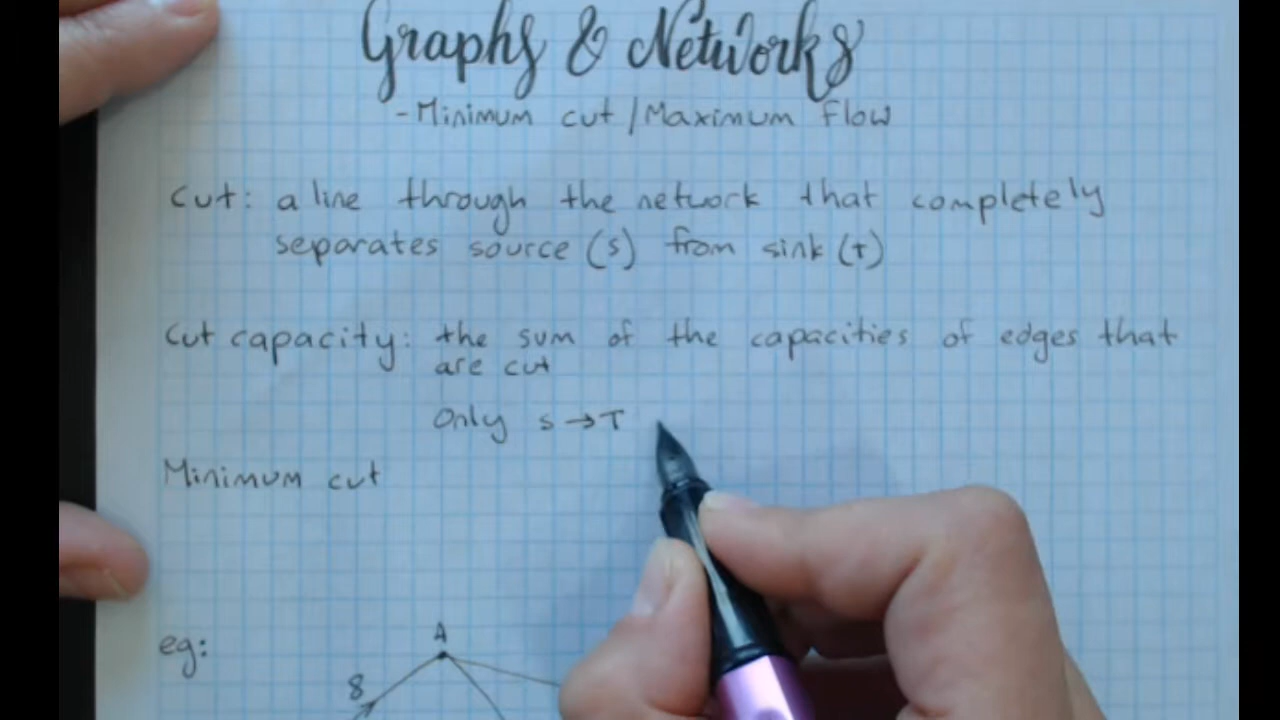 Graphs & Networks
- Minimum cut / Maximum Flow
cut: a line through the network that completely
separates source (s) from sink (T)
Cut capacity: the sum of the capacities of edges that
are cut
Only s → T
Minimum cut
eg:
A
8